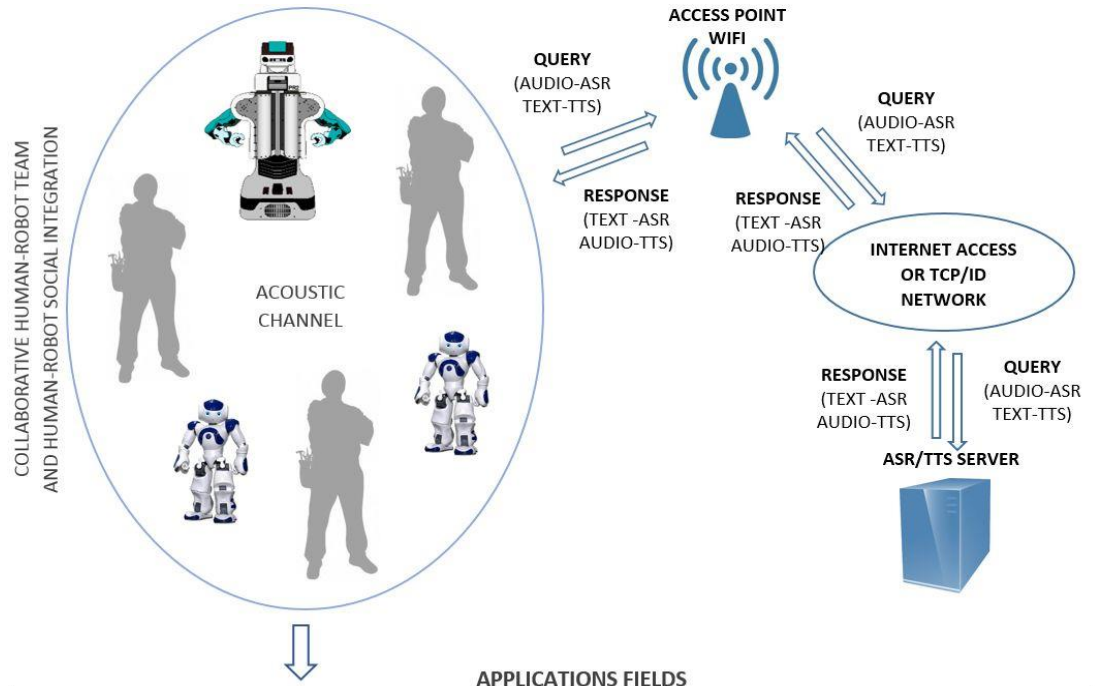 COLLABORATIVE HUMAN-ROBOT TEAM
AND HUMAN-ROBOT SOCIAL INTEGRATION
ACOUSTIC
CHANNEL
QUERY
(AUDIO-ASR
TEXT-TTS)
RESPONSE
(TEXT -ASR
AUDIO-TTS)
ACCESS POINT
WIFI
QUERY
(AUDIO-ASR
TEXT-TTS)
RESPONSE
(TEXT -ASR
AUDIO-TTS)
INTERNET ACCESS
OR TCP/ID
NETWORK
RESPONSE
(TEXT -ASR
AUDIO-TTS)
QUERY
(AUDIO-ASR
TEXT-TTS)
ASR/TTS SERVER
APPLICATIONS FIELDS